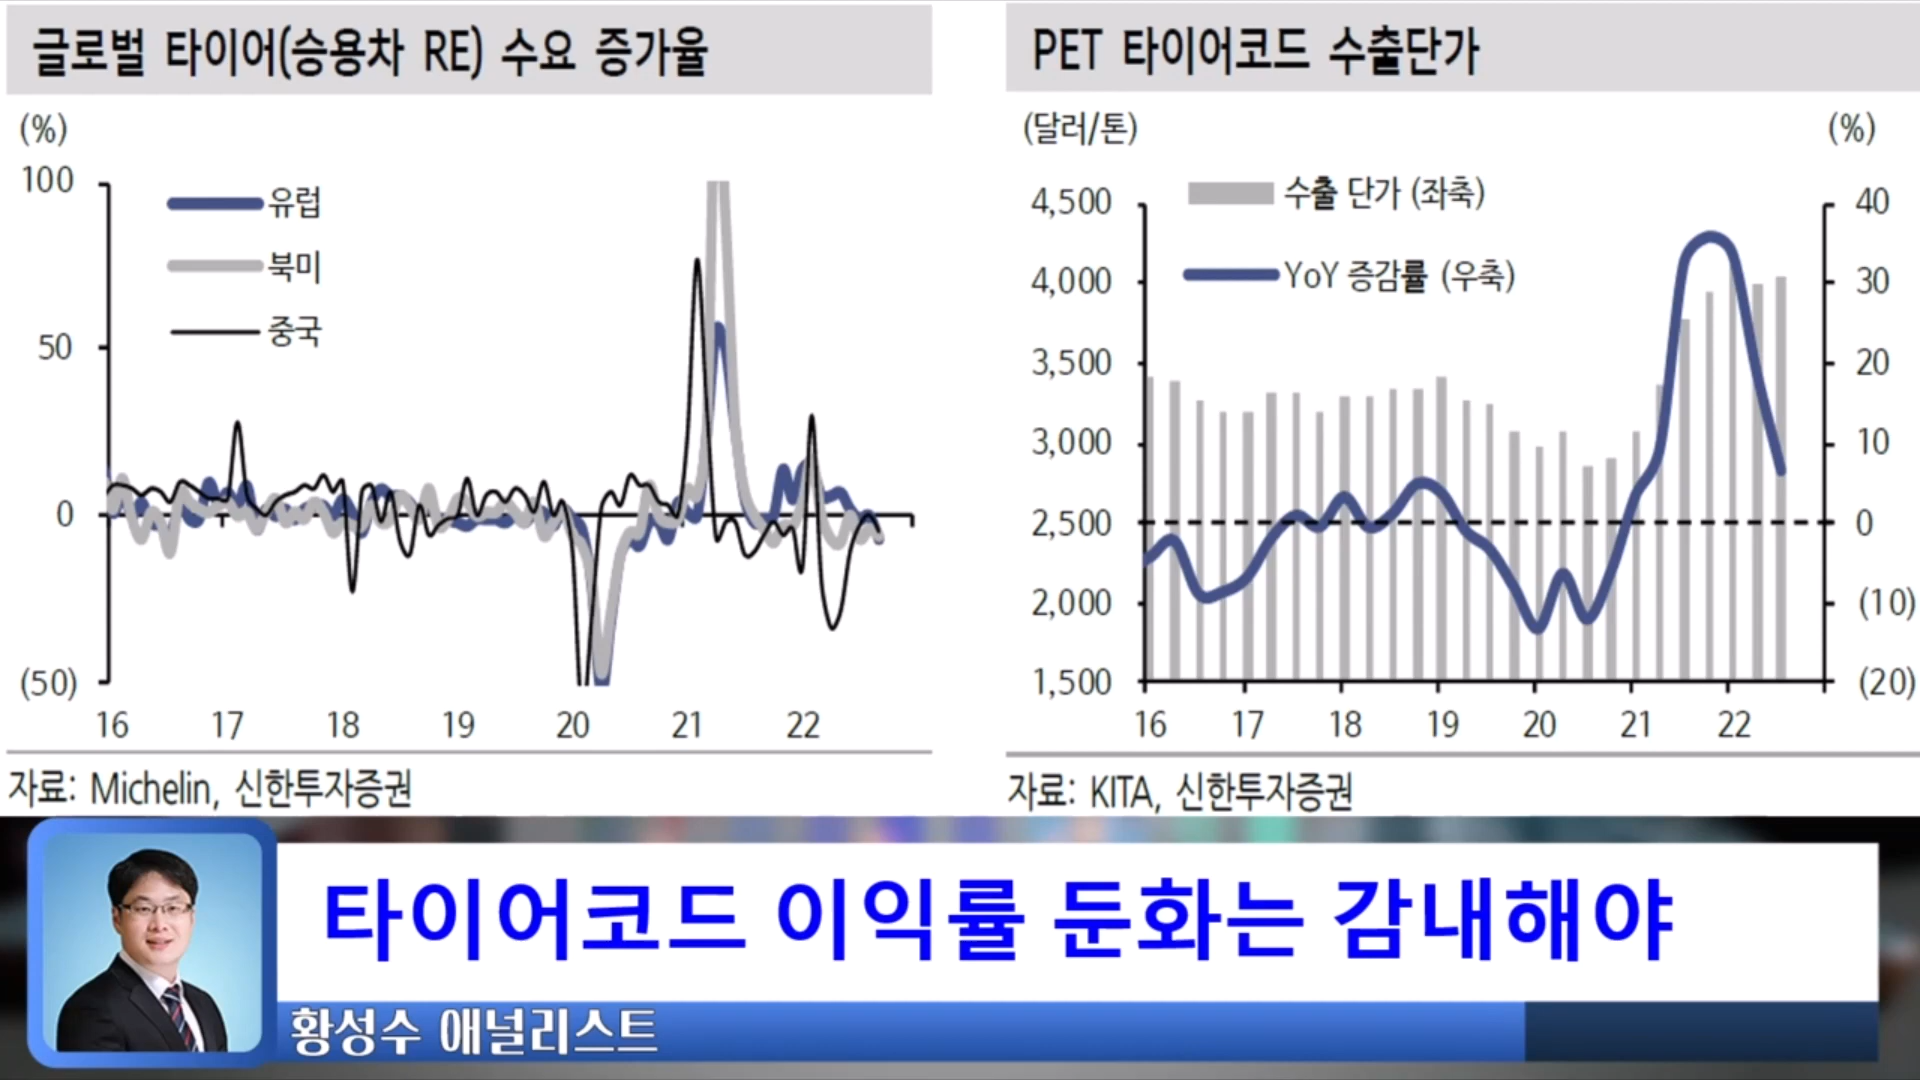 글로벌 타이어(승용차 RE) 수요 증가율
(%)
100
50
0
(50)
유럽
북미
중국
16 17 18 19 20 21 22
자료: Michelin, 신한투자증권
PET 타이어코드 수출단가
(달러/톤)
(%)
4,500
4,000
3,500
3,000
2,500
2,000
1,500
수출 단가 (좌축)
YoY 증감률 (우축)
40
30
20
10
0
(10)
(20)
16 17 18 19 20 21 22
자료: KITA, 신한투자증권
타이어코드 이익률 둔화는 감내해야
황성수 애널리스트